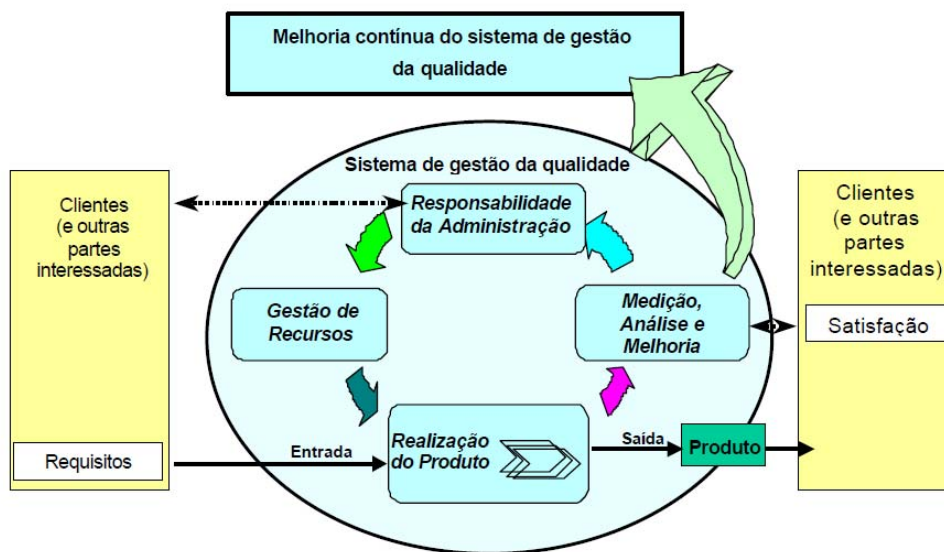 Melhoria contínua do sistema de gestão
da qualidade
Sistema de gestão da qualidade
Clientes
(e outras
partes
interessadas)
Responsabilidade
da Administração
Clientes
(e outras
partes
interessadas)
Gestão de
Recursos
Medição,
Análise e
Melhoria
Satisfação
Requisitos
Entrada
Realização
do Produto
Saída
Produto